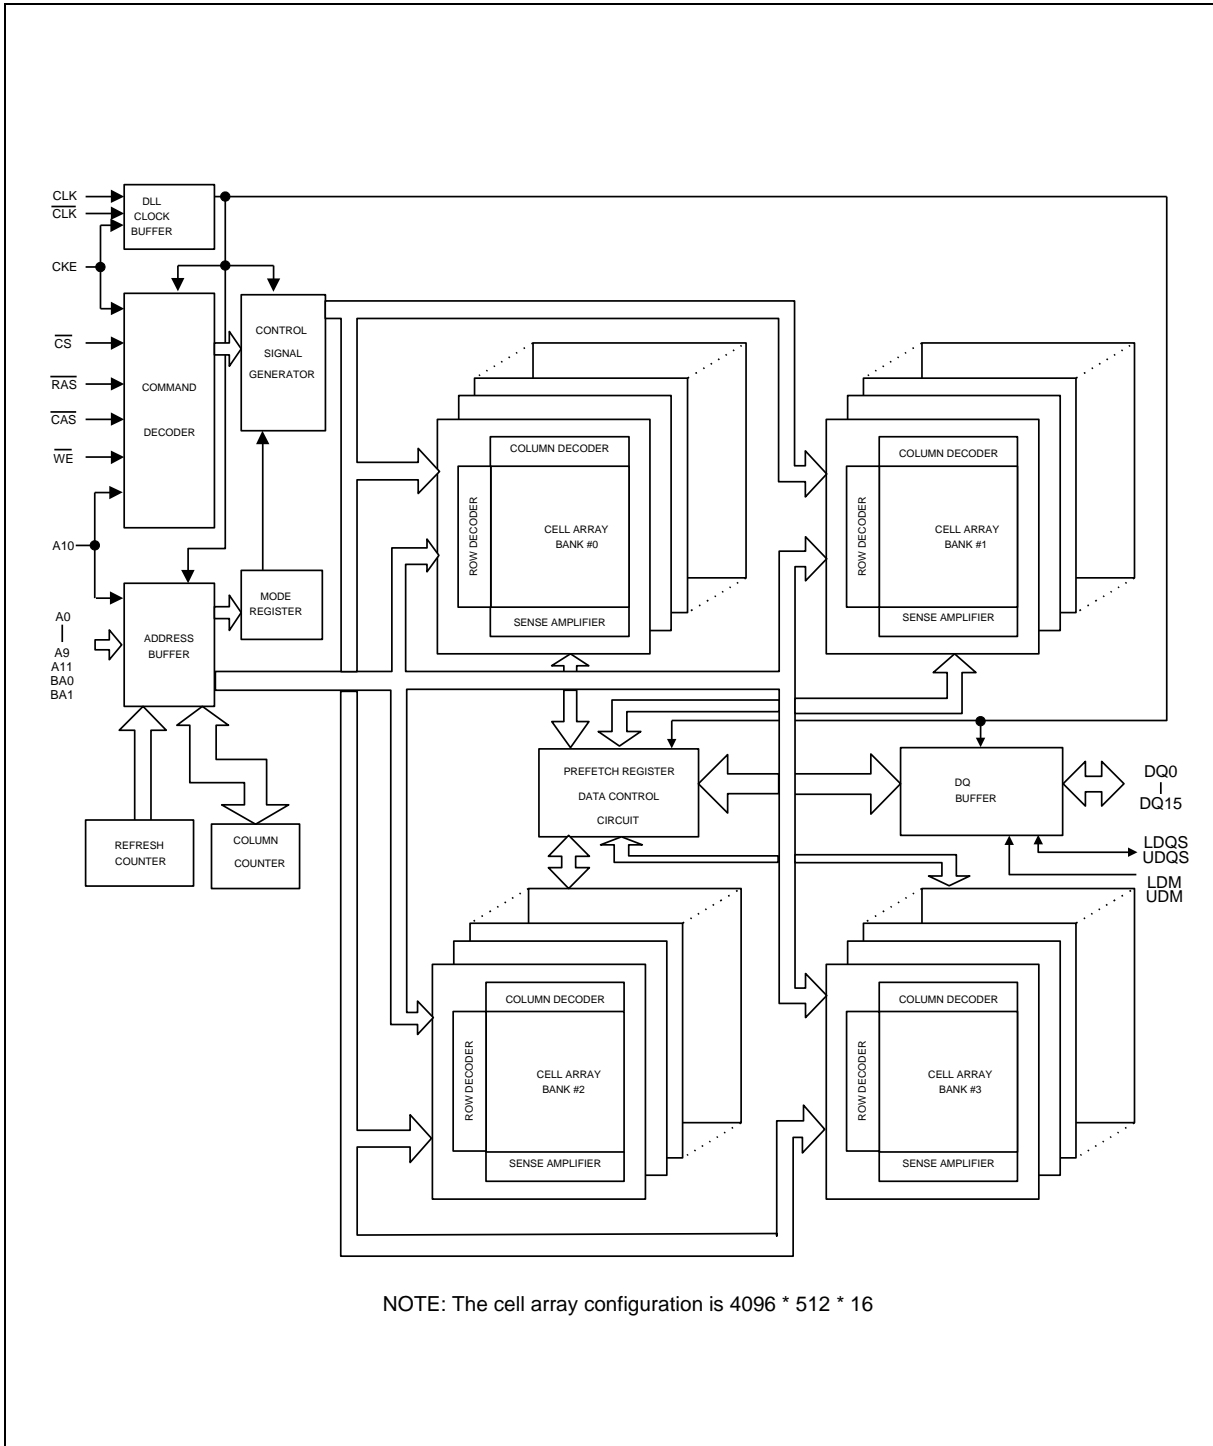 CLK
CLK
CKE
DLL
CLOCK
BUFFER
CS
RAS
CAS
WE
COMMAND
DECODER
CONTROL
SIGNAL
GENERATOR
A10
A0
A9
A11
BA0
BA1
ADDRESS
BUFFER
MODE
REGISTER
REFRESH
COUNTER
COLUMN
COUNTER
COLUMN DECODER
ROW DECODER
CELL ARRAY
BANK #0
SENSE AMPLIFIER
COLUMN DECODER
ROW DECODER
CELL ARRAY
BANK #1
SENSE AMPLIFIER
PREFETCH REGISTER
DATA CONTROL
CIRCUIT
DQ
BUFFER
DQ0
DQ15
LDQS
UDQS
LDM
UDM
COLUMN DECODER
ROW DECODER
CELL ARRAY
BANK #2
SENSE AMPLIFIER
COLUMN DECODER
ROW DECODER
CELL ARRAY
BANK #3
SENSE AMPLIFIER
NOTE: The cell array configuration is 4096 * 512 * 16